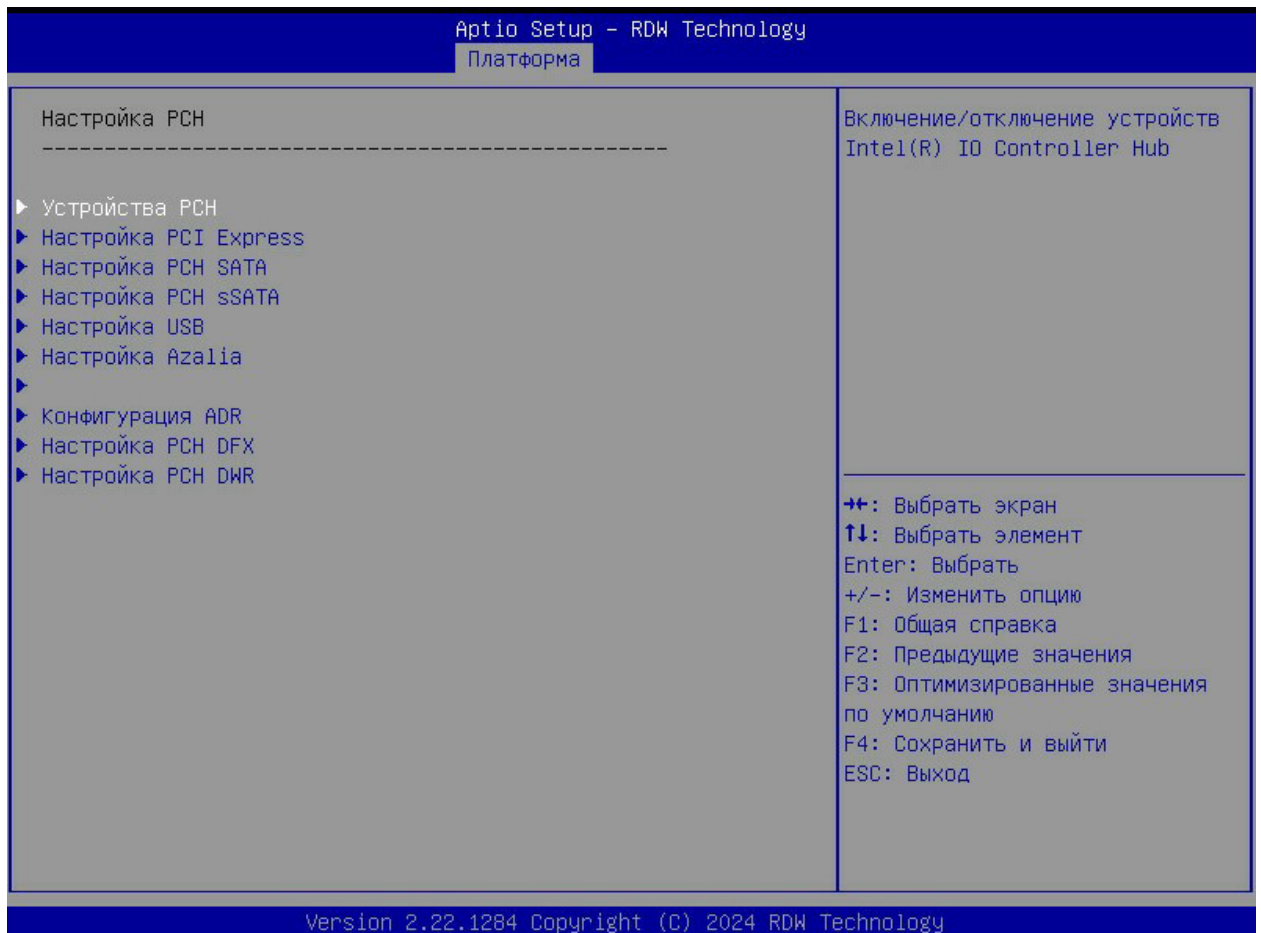 Aptio Setup – RDW Technology
Платформа
Настройка PCH
--------------------------------------------------
Устройства PCH
Настройка PCI Express
Настройка PCH SATA
Настройка PCH sSATA
Настройка USB
Настройка Azalia
Конфигурация ADR
Настройка PCH DFX
Настройка PCH DWR
Включение/отключение устройств
Intel(R) IO Controller Hub
→←: Выбрать экран
↑↓: Выбрать элемент
Enter: Выбрать
+/-: Изменить опцию
F1: Общая справка
F2: Предыдущие значения
F3: Оптимизированные значения
по умолчанию
F4: Сохранить и выйти
ESC: Выход
Version 2.22.1284 Copyright (C) 2024 RDW Technology